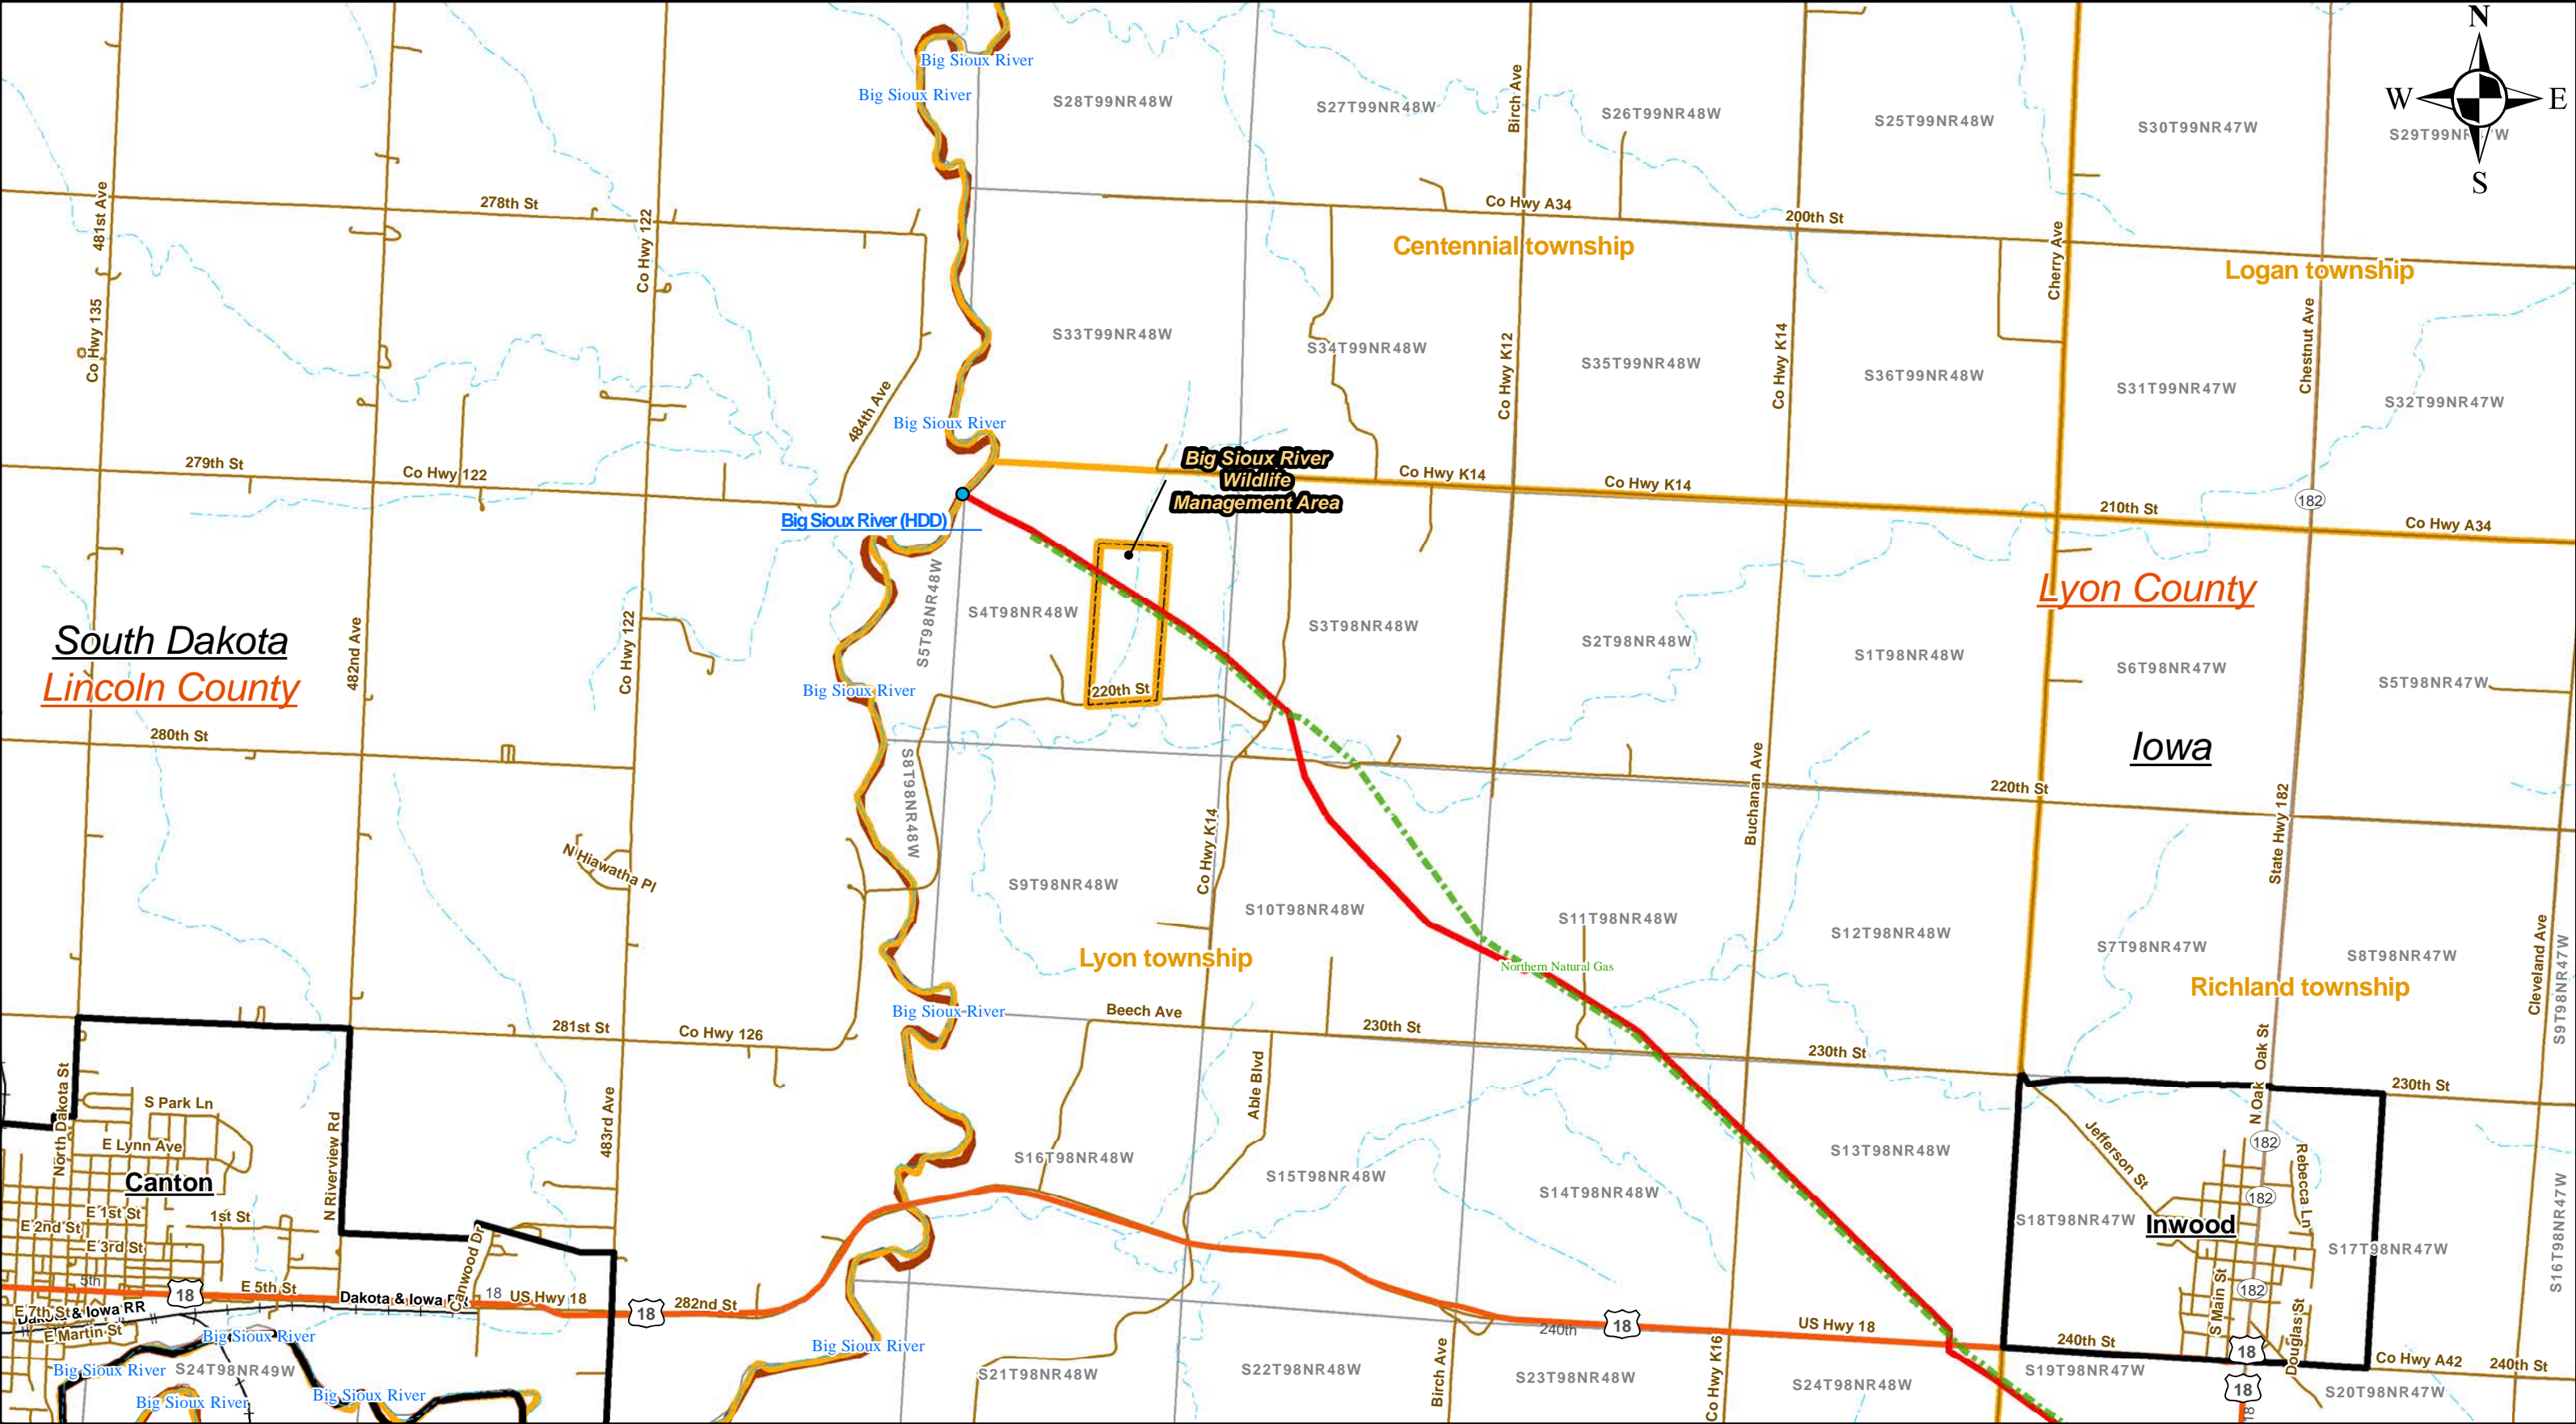 N
W
E
S
Big Sioux River
Big Sioux River
S28T99NR48W
S27T99NR48W
Birch Ave
S26T99NR48W
S25T99NR48W
S30T99NR47W
481st Ave
278th St
Co Hwy 122
Co Hwy A34
200th St
Centennial township
Cherry Ave
Logan township
Co Hwy 135
S33T99NR48W
S34T99NR48W
Co Hwy K12
S35T99NR48W
Co Hwy K14
S36T99NR48W
S31T99NR47W
Chestnut Ave
S32T99NR47W
484th Ave
Big Sioux River
279th St
Co Hwy 122
Big Sioux River
Wildlife
Management Area
Co Hwy K14
Co Hwy K14
182
210th St
Co Hwy A34
Big Sioux River (HDD)
Lyon County
South Dakota
Lincoln County
482nd Ave
Co Hwy 122
S5T98NR48W
S4T98NR48W
S3T98NR48W
S2T98NR48W
S1T98NR48W
S6T98NR47W
S5T98NR47W
Big Sioux River
220th St
280th St
Iowa
S8T98NR48W
220th St
Buchanan Ave
State Hwy 182
N Hiawatha Pl
Co Hwy K14
S9T98NR48W
S10T98NR48W
S11T98NR48W
S12T98NR48W
S7T98NR47W
S8T98NR47W
Cleveland Ave
S9T98NR47W
Lyon township
Northern Natural Gas
Richland township
Big Sioux River
Beech Ave
230th St
281st St
Co Hwy 126
230th St
230th St
North Dakota St
S Park Ln
E Lynn Ave
Canton
N Riverview Rd
483rd Ave
Able Blvd
N Oak
Oak St
182
Jefferson St
Rebecca Ln
S16T98NR48W
S15T98NR48W
S14T98NR48W
S13T98NR48W
S18T98NR47W
Inwood
182
S17T98NR47W
S16T98NR47W
E 1st St
1st St
E 2nd St
E 3rd St
5th
18
E 5th St
Canwood Dr
18
US Hwy 18
18
282nd St
Dakota & Iowa RR
E 7th St
& Iowa RR
E Martin St
Big Sioux River
Big Sioux River
240th
18
US Hwy 18
240th St
S Main St
182
Douglas St
18
Co Hwy A42
240th St
Big Sioux River
S24T98NR49W
Big Sioux River
Big Sioux River
S21T98NR48W
S22T98NR48W
Birch Ave
S23T98NR48W
Co Hwy K16
S24T98NR48W
S19T98NR47W
18
18
S20T98NR47W